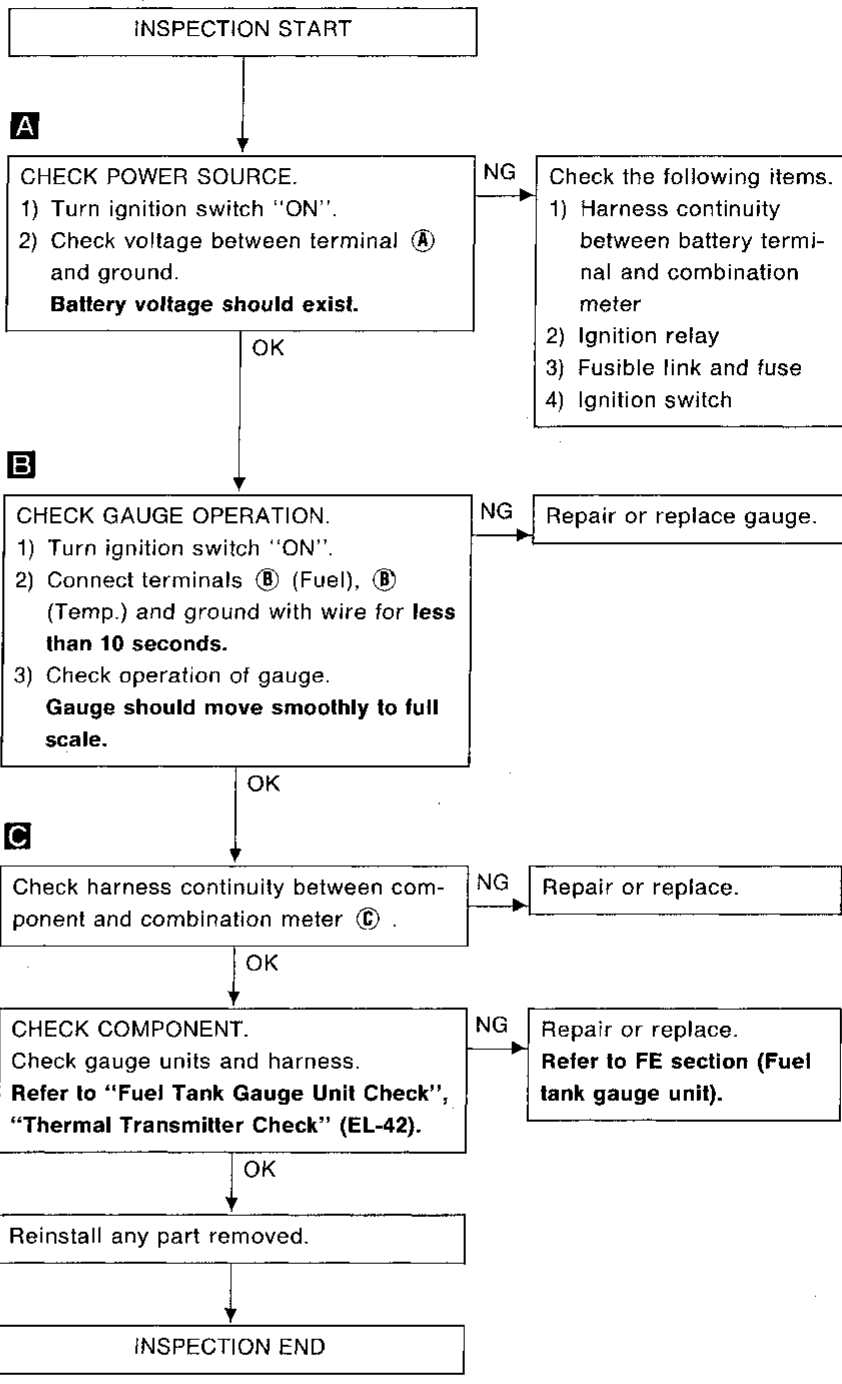 INSPECTION START
A
CHECK POWER SOURCE.
1) Turn ignition switch "ON".
2) Check voltage between terminal Ⓐ
and ground.
Battery voltage should exist.
NG
Check the following items.
1) Harness continuity
between battery termi-
nal and combination
meter
2) Ignition relay
3) Fusible link and fuse
4) Ignition switch
OK
B
CHECK GAUGE OPERATION.
1) Turn ignition switch "ON".
2) Connect terminals Ⓑ (Fuel), Ⓑ'
(Temp.) and ground with wire for less
than 10 seconds.
3) Check operation of gauge.
Gauge should move smoothly to full
scale.
NG
Repair or replace gauge.
OK
C
Check harness continuity between com-
ponent and combination meter Ⓒ .
NG
Repair or replace.
OK
CHECK COMPONENT.
Check gauge units and harness.
Refer to "Fuel Tank Gauge Unit Check",
"Thermal Transmitter Check" (EL-42).
NG
Repair or replace.
Refer to FE section (Fuel
tank gauge unit).
OK
Reinstall any part removed.
INSPECTION END